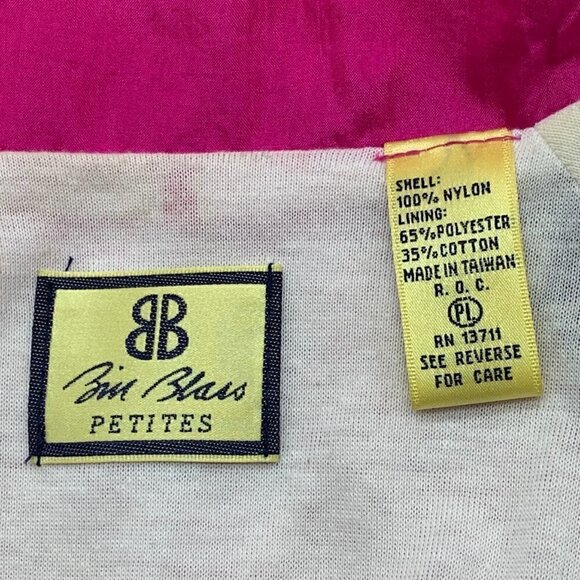 BB
Bill Blass
PETITES
SHELL:
100% NYLON
LINING:
65% POLYESTER
35% COTTON
MADE IN TAIWAN
R. O. C.
PL
RN 13711
SEE REVERSE
FOR CARE